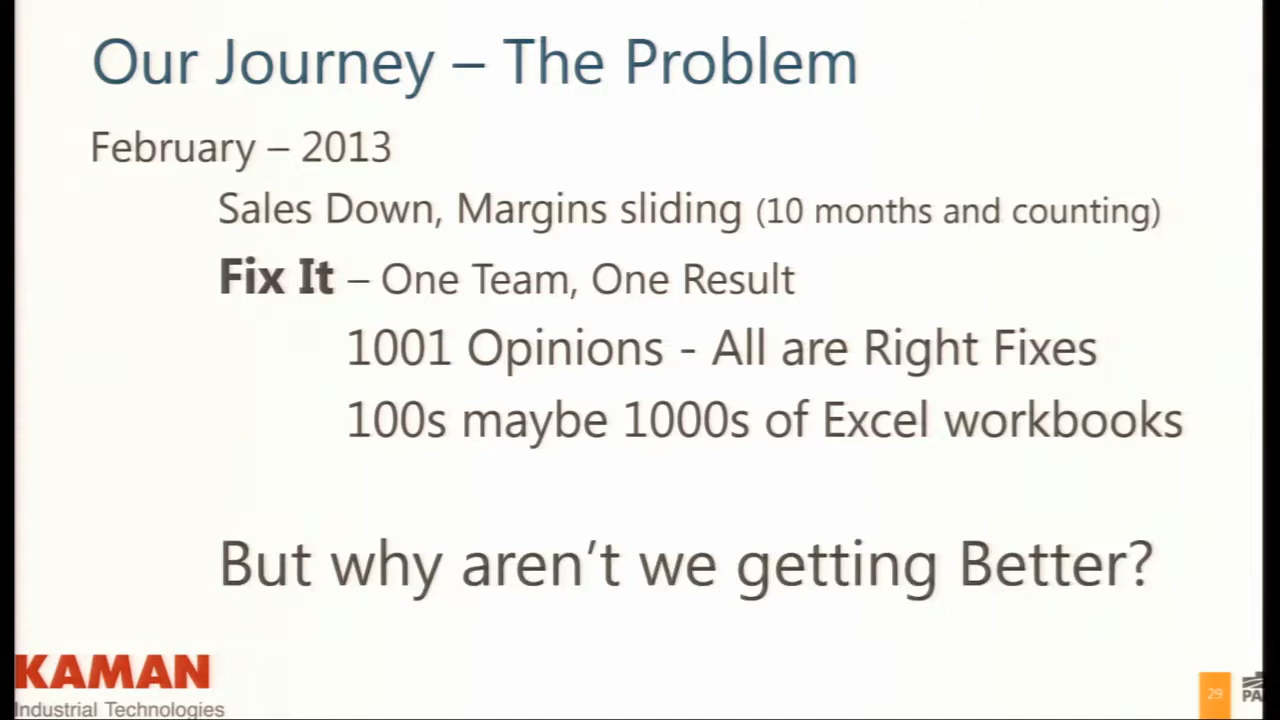 Our Journey – The Problem
February – 2013
Sales Down, Margins sliding (10 months and counting)
Fix It – One Team, One Result
1001 Opinions - All are Right Fixes
100s maybe 1000s of Excel workbooks
But why aren’t we getting Better?
KAMAN
Industrial Technologies
29
PA